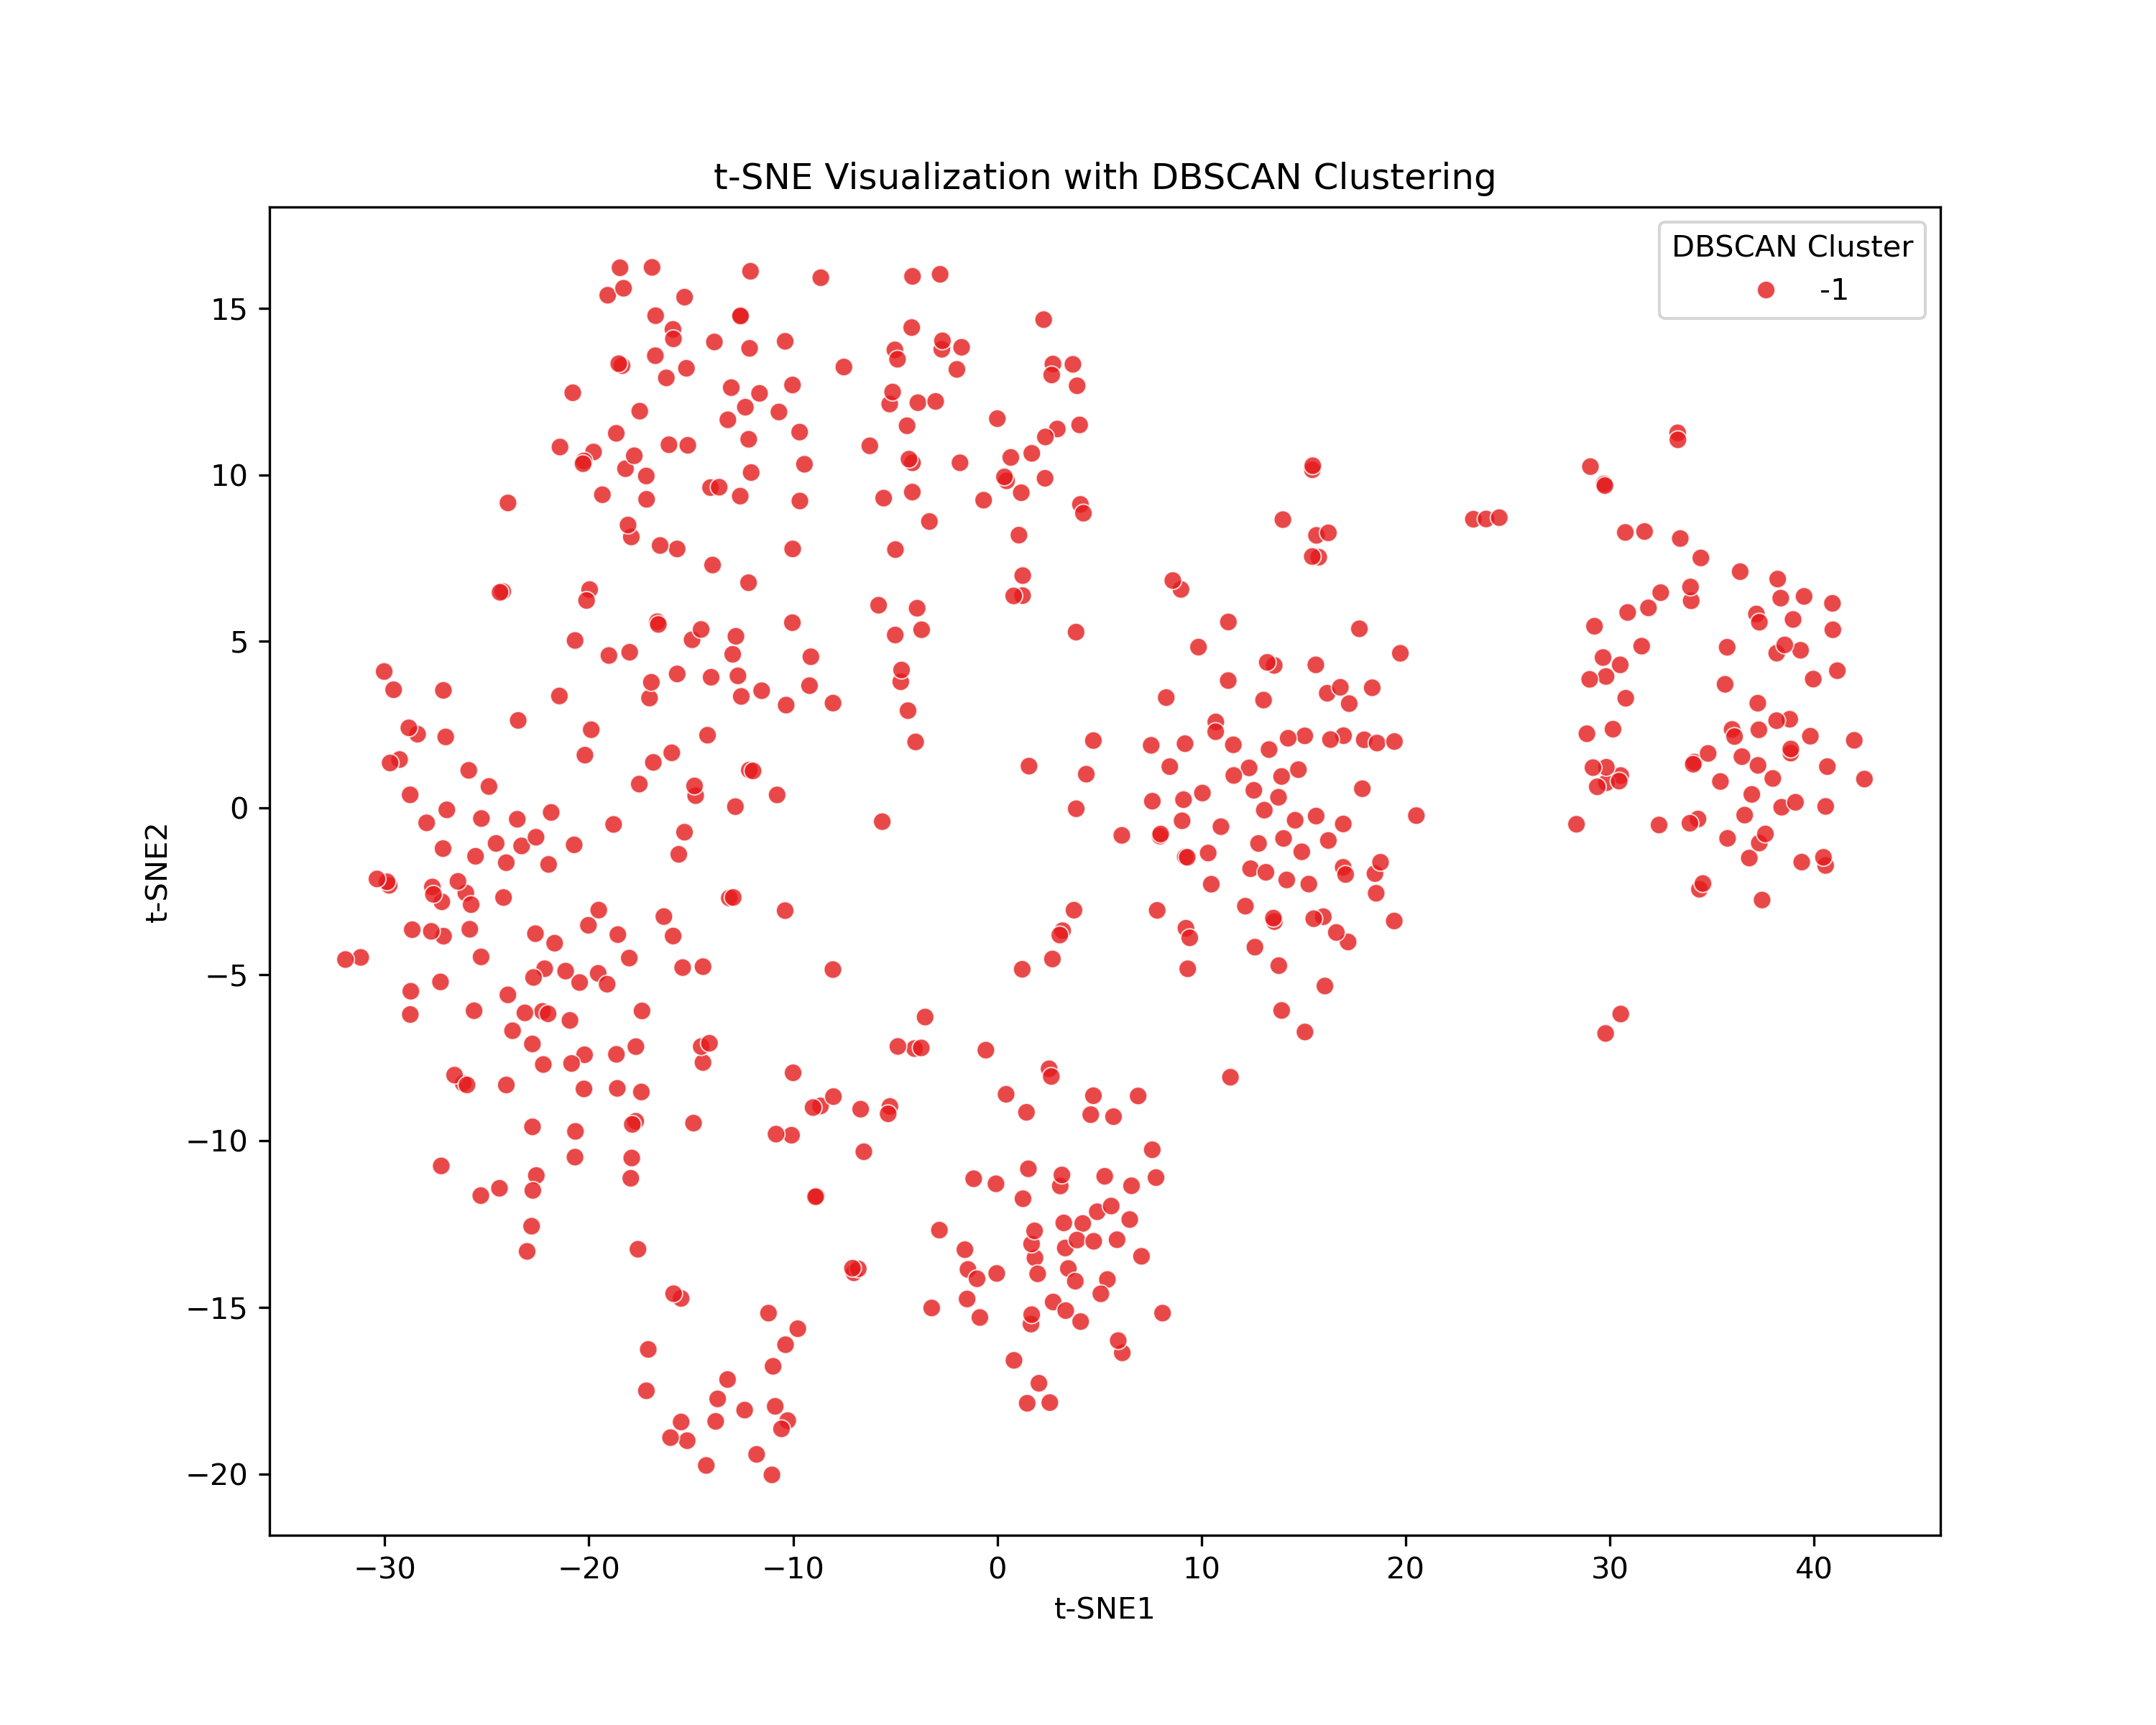 t-SNE Visualization with DBSCAN Clustering
DBSCAN Cluster
-1
15
10
5
0
−5
−10
−15
−20
t-SNE2
−30 −20 −10 0 10 20 30 40
t-SNE1